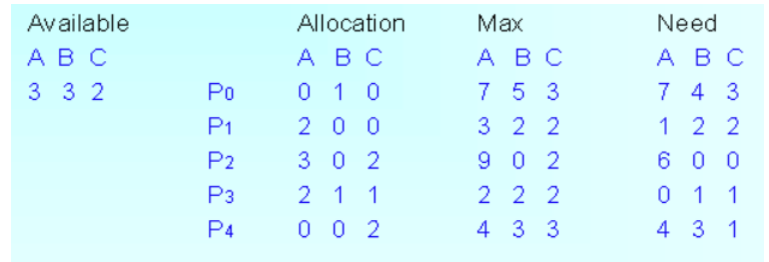 Available Allocation Max Need
A B C A B C A B C A B C
3 3 2 P0 0 1 0 7 5 3 7 4 3
P1 2 0 0 3 2 2 1 2 2
P2 3 0 2 9 0 2 6 0 0
P3 2 1 1 2 2 2 0 1 1
P4 0 0 2 4 3 3 4 3 1